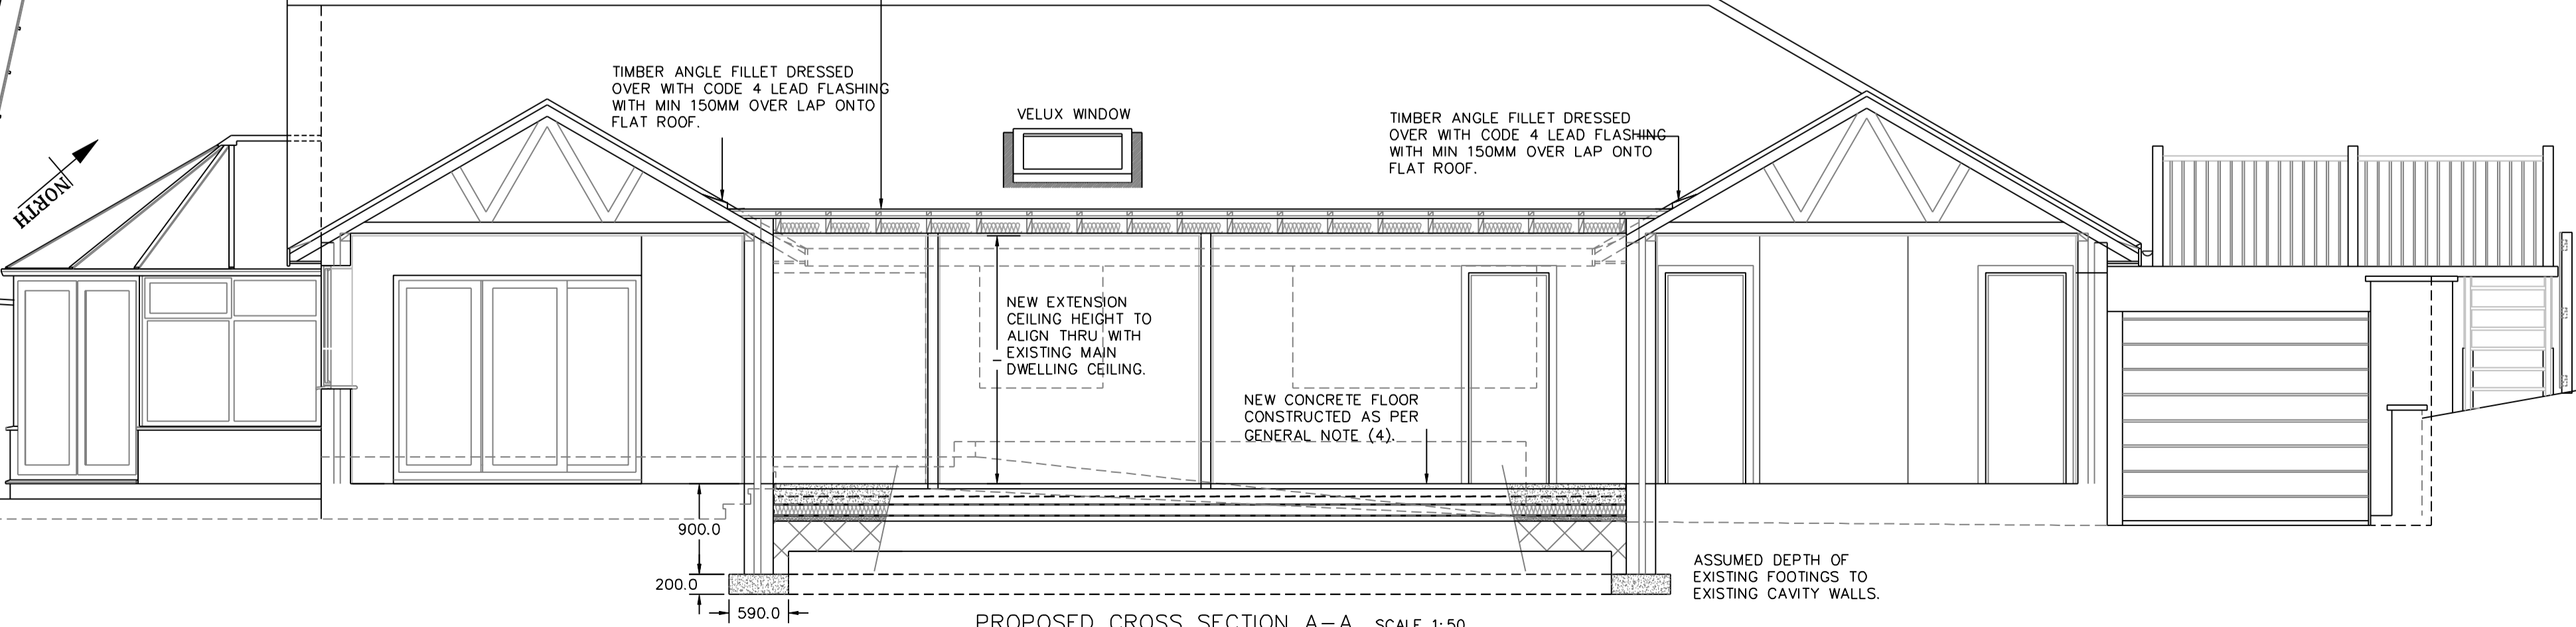 TIMBER ANGLE FILLET DRESSED
OVER WITH CODE 4 LEAD FLASHING
WITH MIN 150MM OVER LAP ONTO
FLAT ROOF.
VELUX WINDOW
TIMBER ANGLE FILLET DRESSED
OVER WITH CODE 4 LEAD FLASHING
WITH MIN 150MM OVER LAP ONTO
FLAT ROOF.
NORTH
NEW EXTENSION
CEILING HEIGHT TO
ALIGN THRU WITH
EXISTING MAIN
DWELLING CEILING.
NEW CONCRETE FLOOR
CONSTRUCTED AS PER
GENERAL NOTE (4).
900.0
200.0
590.0
ASSUMED DEPTH OF
EXISTING FOOTINGS TO
EXISTING CAVITY WALLS.
PROPOSED CROSS SECTION A-A SCALE 1:50